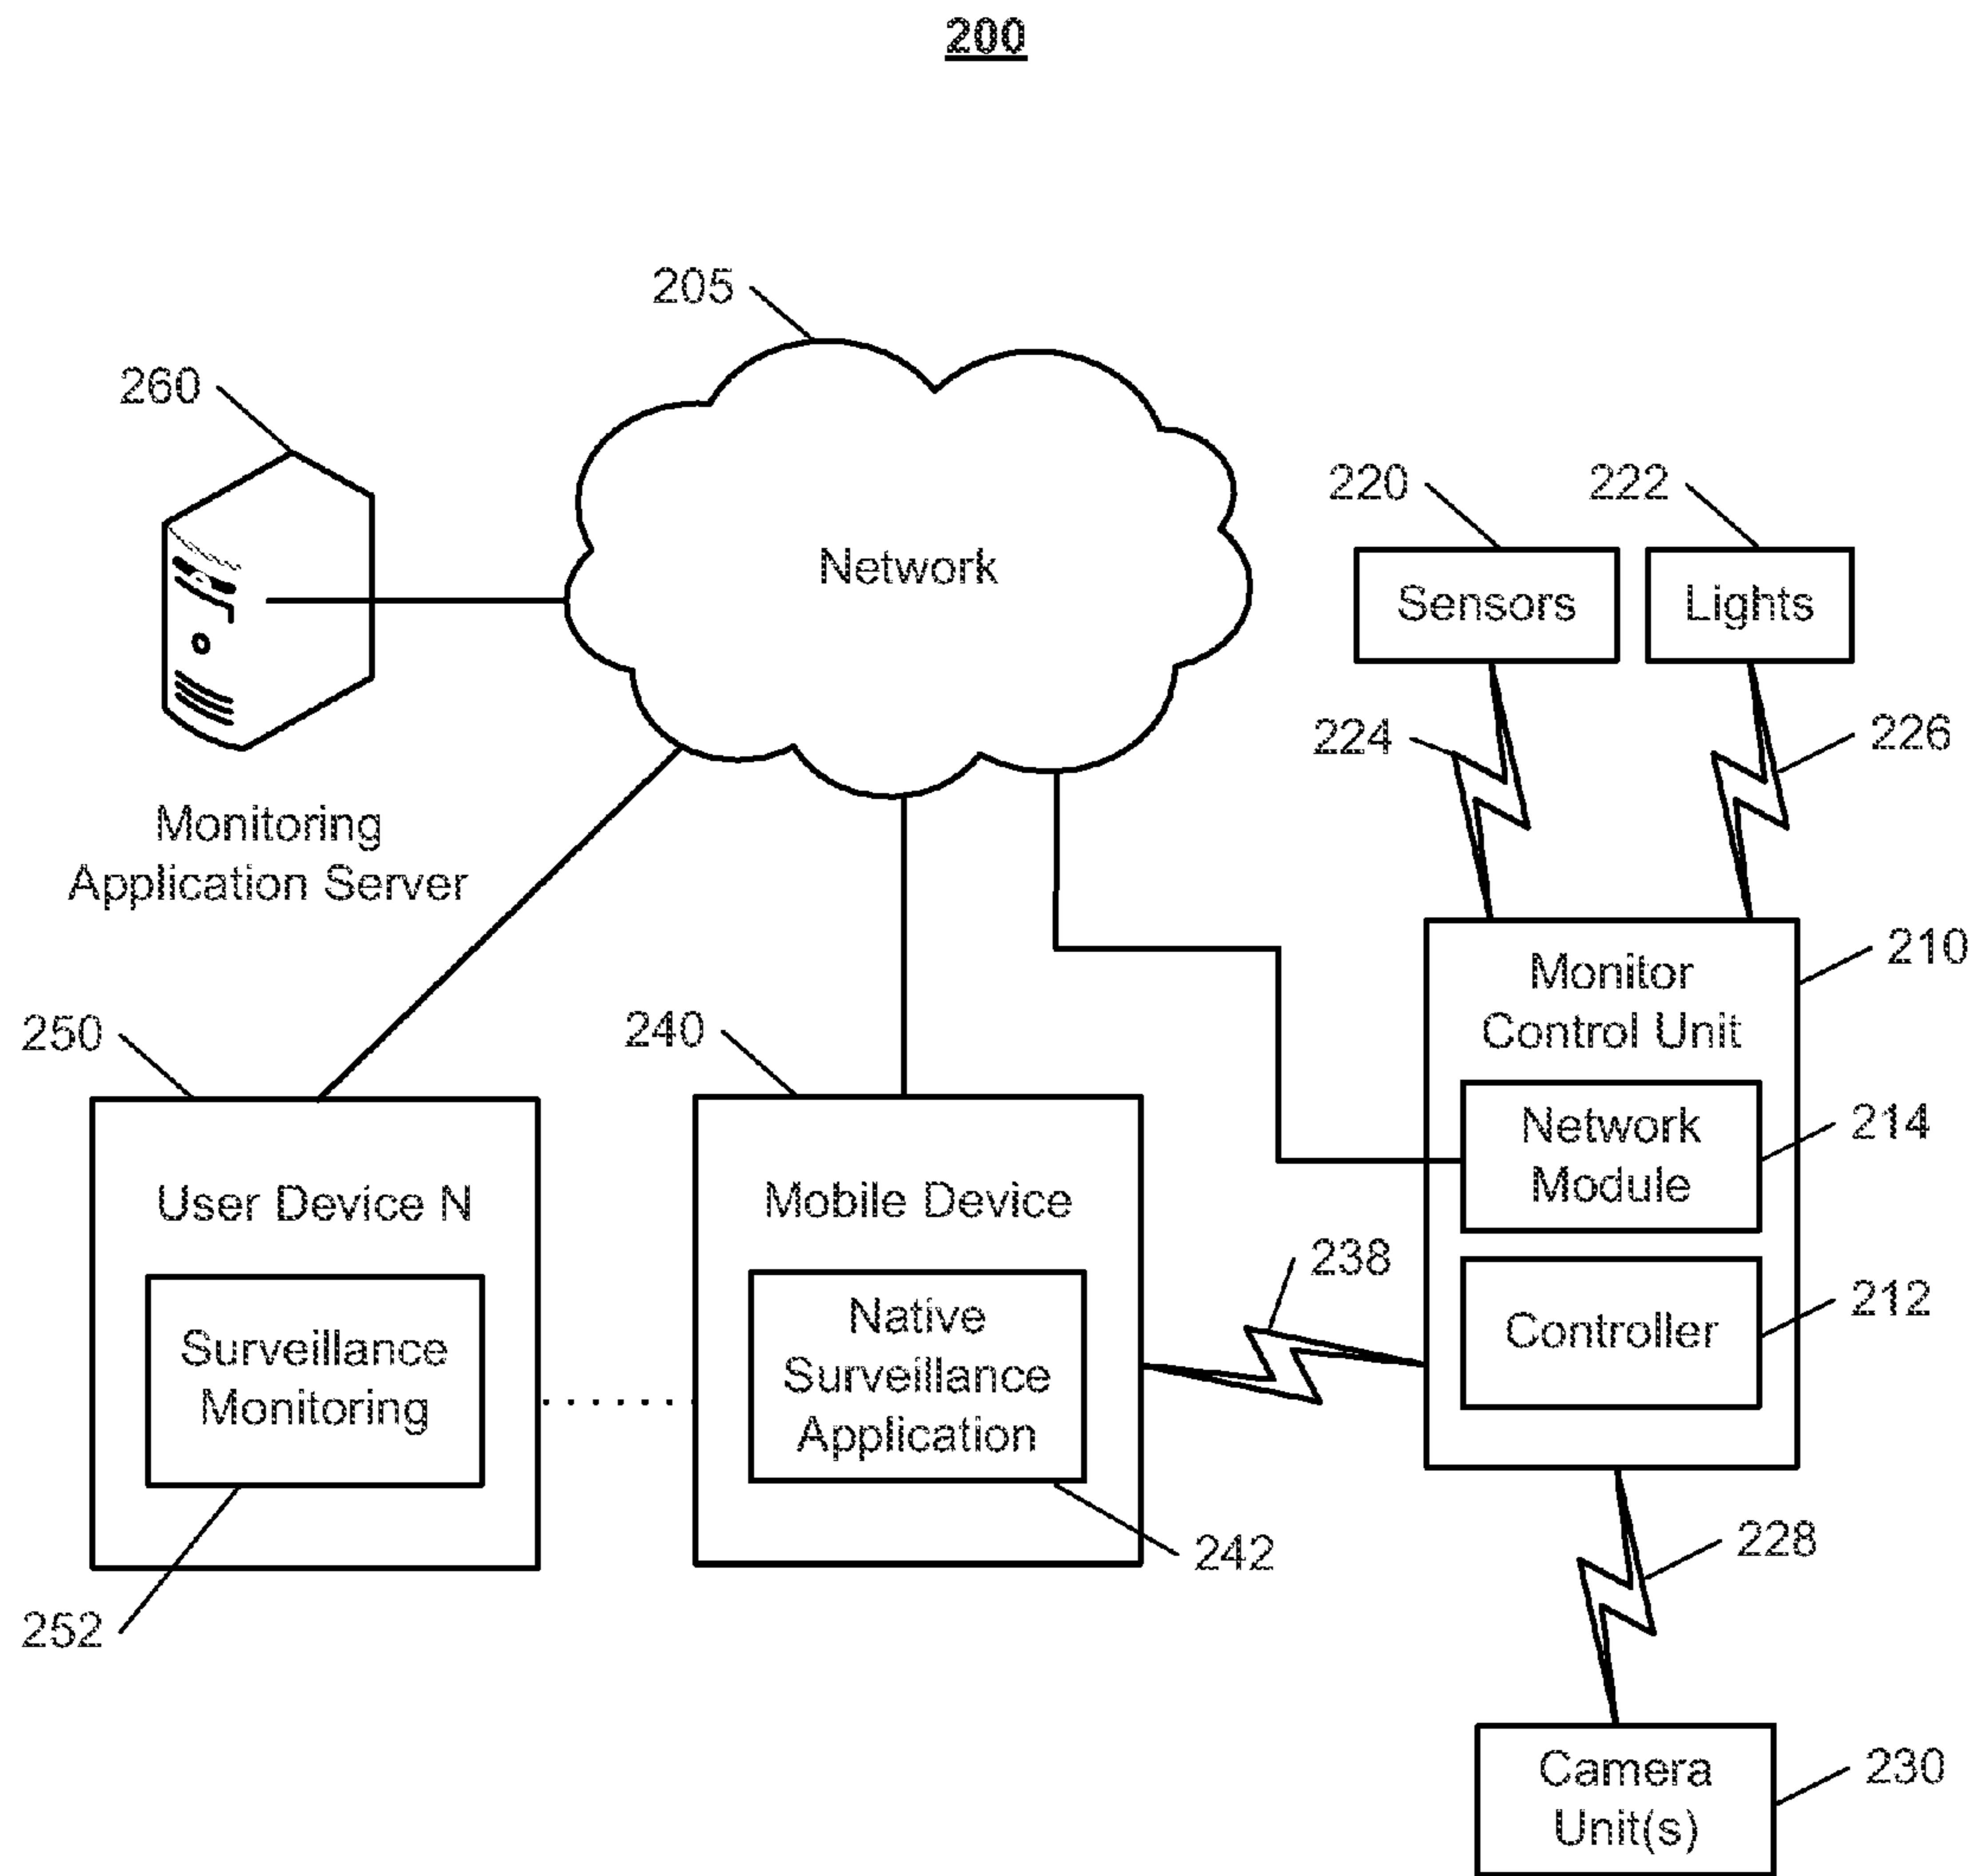 200
205
260
Network
220
222
Sensors
Lights
224
226
Monitoring
Application Server
210
Monitor
Control Unit
250
240
Network
Module
214
User Device N
Mobile Device
238
212
Controller
Surveillance
Monitoring
Native
Surveillance
Application
242
228
252
Camera
Unit(s)
230